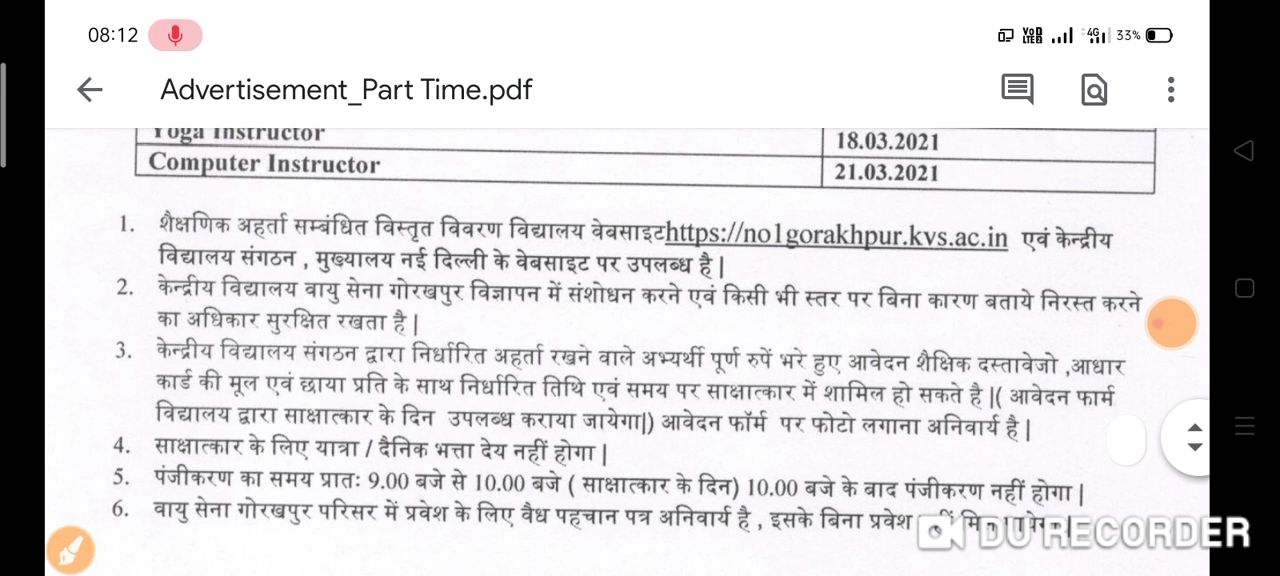 08:12
VoD LTE2 4G 33%
Advertisement_Part Time.pdf
Yoga Instructor 18.03.2021
Computer Instructor 21.03.2021
1. शैक्षणिक अहर्ता सम्बंधित विस्तृत विवरण विद्यालय वेबसाइटhttps://no1gorakhpur.kvs.ac.in एवं केन्द्रीय
विद्यालय संगठन , मुख्यालय नई दिल्ली के वेबसाइट पर उपलब्ध है |
2. केन्द्रीय विद्यालय वायु सेना गोरखपुर विज्ञापन में संशोधन करने एवं किसी भी स्तर पर बिना कारण बताये निरस्त करने
का अधिकार सुरक्षित रखता है |
3. केन्द्रीय विद्यालय संगठन द्वारा निर्धारित अहर्ता रखने वाले अभ्यर्थी पूर्ण रुपें भरे हुए आवेदन शैक्षिक दस्तावेजो ,आधार
कार्ड की मूल एवं छाया प्रति के साथ निर्धारित तिथि एवं समय पर साक्षात्कार में शामिल हो सकते है |( आवेदन फार्म
विद्यालय द्वारा साक्षात्कार के दिन उपलब्ध कराया जायेगा|) आवेदन फॉर्म पर फोटो लगाना अनिवार्य है |
4. साक्षात्कार के लिए यात्रा / दैनिक भत्ता देय नहीं होगा |
5. पंजीकरण का समय प्रातः 9.00 बजे से 10.00 बजे ( साक्षात्कार के दिन) 10.00 बजे के बाद पंजीकरण नहीं होगा |
6. वायु सेना गोरखपुर परिसर में प्रवेश के लिए वैध पहचान पत्र अनिवार्य है , इसके बिना प्रवेश
DU RECORDER